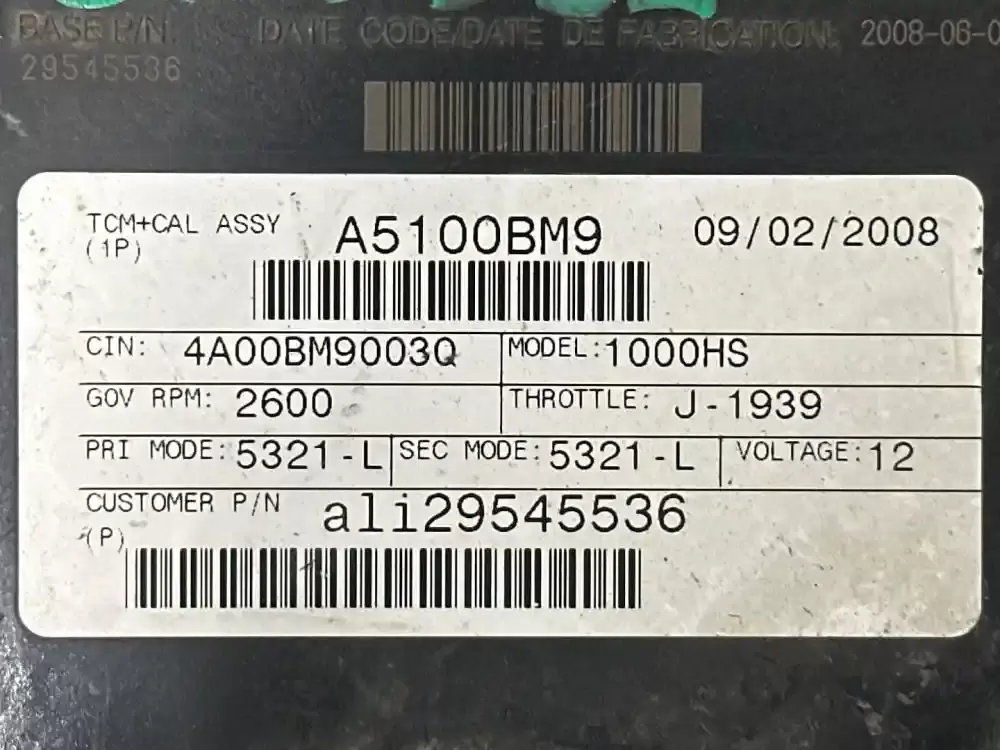 BASE P/N: DATE CODE/DATE DE FABRICATION: 2008-06-0
29545536
TCM+CAL ASSY A5100BM9 09/02/2008
(1P)
CIN: 4A00BM9003Q MODEL:1000HS
GOV RPM: 2600 THROTTLE: J-1939
PRI MODE:5321-L SEC MODE:5321-L VOLTAGE:12
CUSTOMER P/N ali29545536
(P)